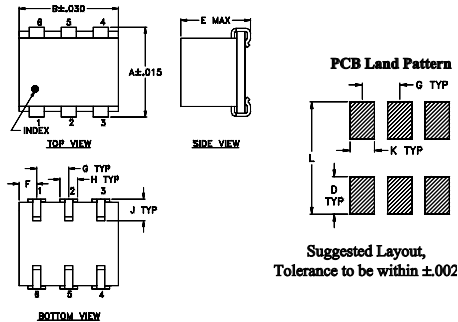 B±.030
6 5 4
A±.015
INDEX
1 2 3
TOP VIEW
E MAX
SIDE VIEW
PCB Land Pattern
G TYP
K TYP
L
D
TYP
Suggested Layout,
Tolerance to be within ±.002
G TYP
H TYP
F
1 2 3
J TYP
6 5 4
BOTTOM VIEW